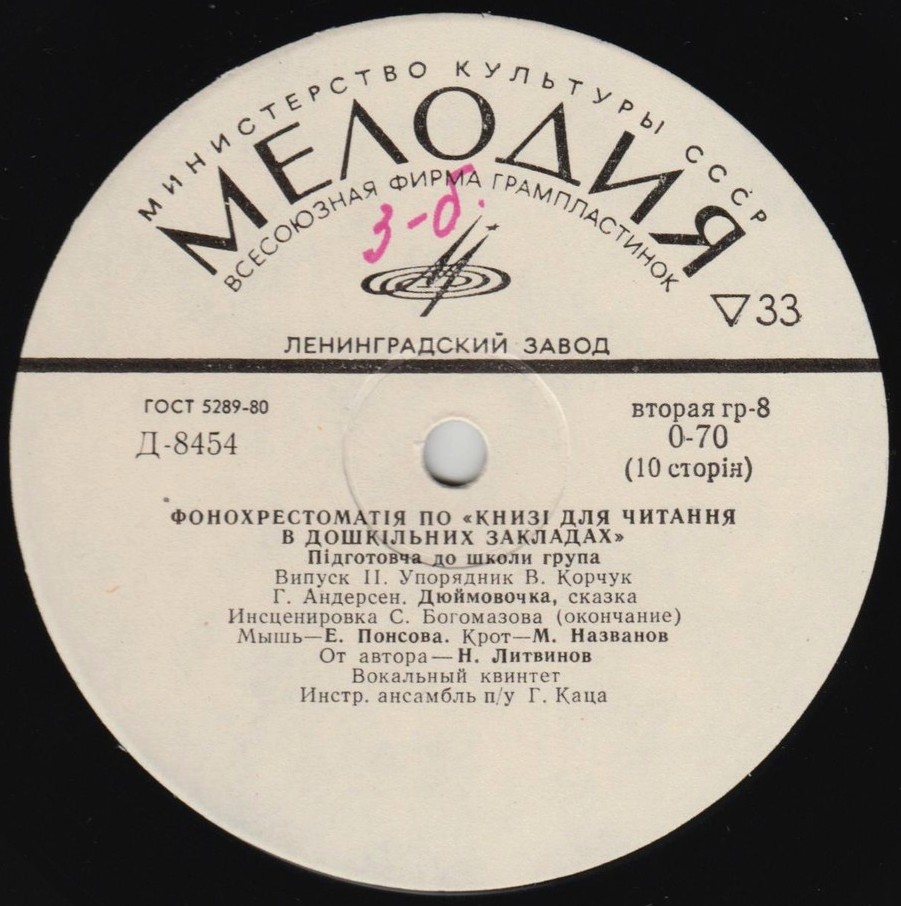 МИНИСТЕРСТВО КУЛЬТУРЫ СССР
МЕЛОДИЯ
ВСЕСОЮЗНАЯ ФИРМА ГРАМПЛАСТИНОК
3-б.
33
ЛЕНИНГРАДСКИЙ ЗАВОД
ГОСТ 5289-80
Д-8454
вторая гр-8
0-70
(10 сторін)
ФОНОХРЕСТОМАТІЯ ПО «КНИЗІ ДЛЯ ЧИТАННЯ
В ДОШКІЛЬНИХ ЗАКЛАДАХ»
Підготовча до школи група
Випуск II. Упорядник В. Корчук
Г. Андерсен. Дюймовочка, сказка
Инсценировка С. Богомазова (окончание)
Мышь—Е. Понсова. Крот—М. Названов
От автора—Н. Литвинов
Вокальный квинтет
Инстр. ансамбль п/у Г. Каца